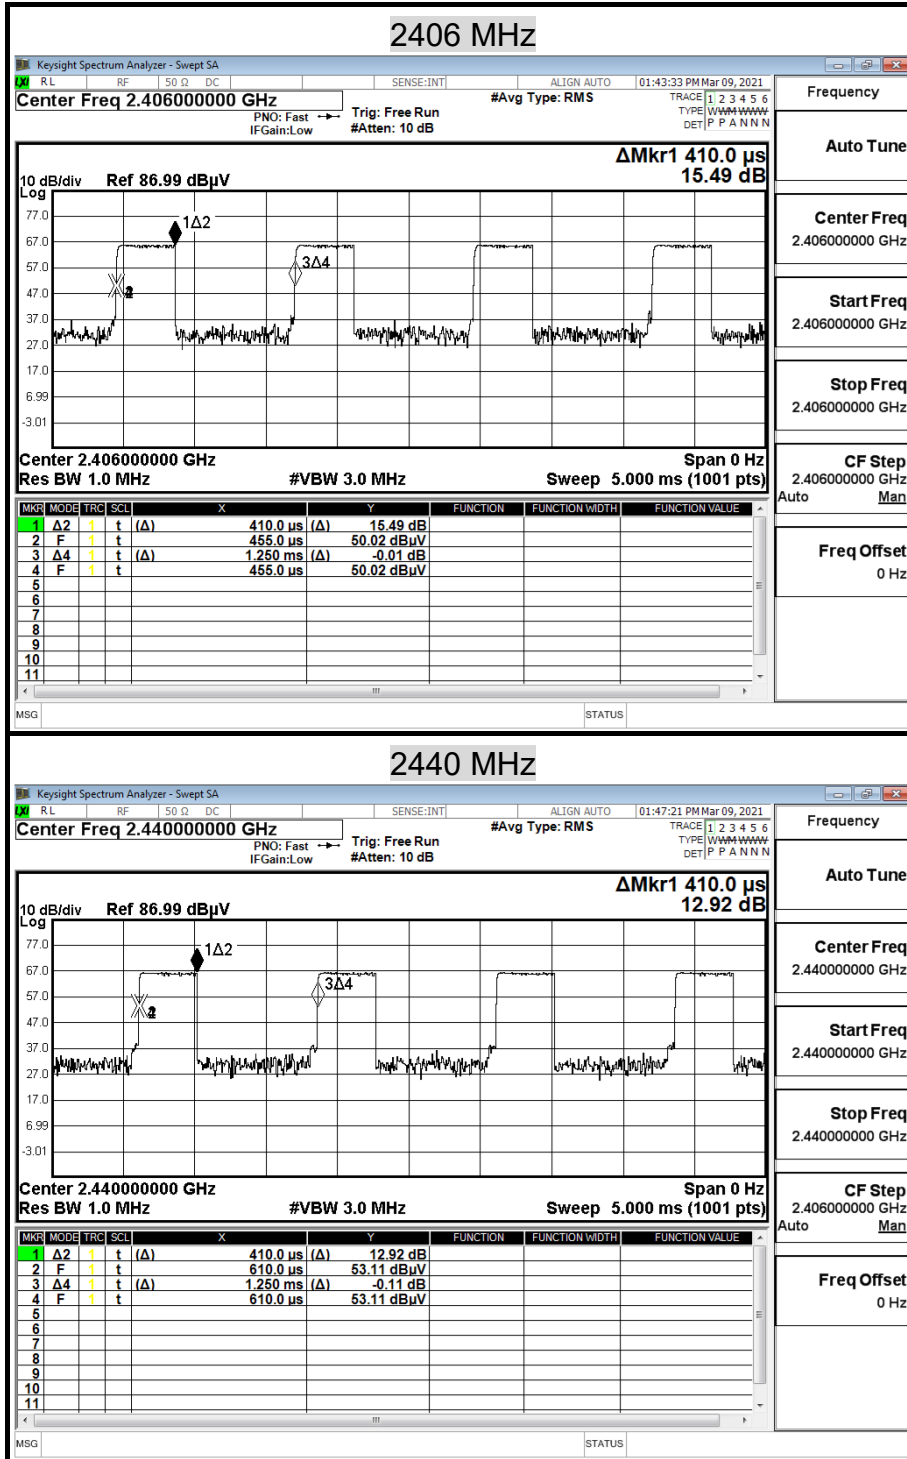 2406 MHz
Keysight Spectrum Analyzer - Swept SA
LXI RL RF 50 Ω DC SENSE:INT ALIGN AUTO 01:43:33 PM Mar 09, 2021
Center Freq 2.406000000 GHz #Avg Type: RMS TRACE 1 2 3 4 5 6
PNO: Fast Trig: Free Run TYPE WWMWWWW
IFGain:Low #Atten: 10 dB DET P P A N N N
Frequency
Auto Tune
ΔMkr1 410.0 µs
10 dB/div Ref 86.99 dBµV 15.49 dB
Log
77.0
1Δ2
67.0
57.0
3Δ4
47.0
37.0
27.0
17.0
6.99
-3.01
Center 2.406000000 GHz Span 0 Hz
Res BW 1.0 MHz #VBW 3.0 MHz Sweep 5.000 ms (1001 pts)
Center Freq
2.406000000 GHz
Start Freq
2.406000000 GHz
Stop Freq
2.406000000 GHz
CF Step
2.406000000 GHz
Auto Man
Freq Offset
0 Hz
MKR MODE TRC SCL X Y FUNCTION FUNCTION WIDTH FUNCTION VALUE
1 Δ2 1 t (Δ) 410.0 µs (Δ) 15.49 dB
2 F 1 t 455.0 µs 50.02 dBµV
3 Δ4 1 t (Δ) 1.250 ms (Δ) -0.01 dB
4 F 1 t 455.0 µs 50.02 dBµV
5
6
7
8
9
10
11
MSG STATUS
2440 MHz
Keysight Spectrum Analyzer - Swept SA
LXI RL RF 50 Ω DC SENSE:INT ALIGN AUTO 01:47:21 PM Mar 09, 2021
Center Freq 2.440000000 GHz #Avg Type: RMS TRACE 1 2 3 4 5 6
PNO: Fast Trig: Free Run TYPE WWMWWWW
IFGain:Low #Atten: 10 dB DET P P A N N N
Frequency
Auto Tune
ΔMkr1 410.0 µs
10 dB/div Ref 86.99 dBµV 12.92 dB
Log
77.0
1Δ2
67.0
3Δ4
57.0
47.0
37.0
27.0
17.0
6.99
-3.01
Center 2.440000000 GHz Span 0 Hz
Res BW 1.0 MHz #VBW 3.0 MHz Sweep 5.000 ms (1001 pts)
Center Freq
2.440000000 GHz
Start Freq
2.440000000 GHz
Stop Freq
2.440000000 GHz
CF Step
2.406000000 GHz
Auto Man
Freq Offset
0 Hz
MKR MODE TRC SCL X Y FUNCTION FUNCTION WIDTH FUNCTION VALUE
1 Δ2 1 t (Δ) 410.0 µs (Δ) 12.92 dB
2 F 1 t 610.0 µs 53.11 dBµV
3 Δ4 1 t (Δ) 1.250 ms (Δ) -0.11 dB
4 F 1 t 610.0 µs 53.11 dBµV
5
6
7
8
9
10
11
MSG STATUS